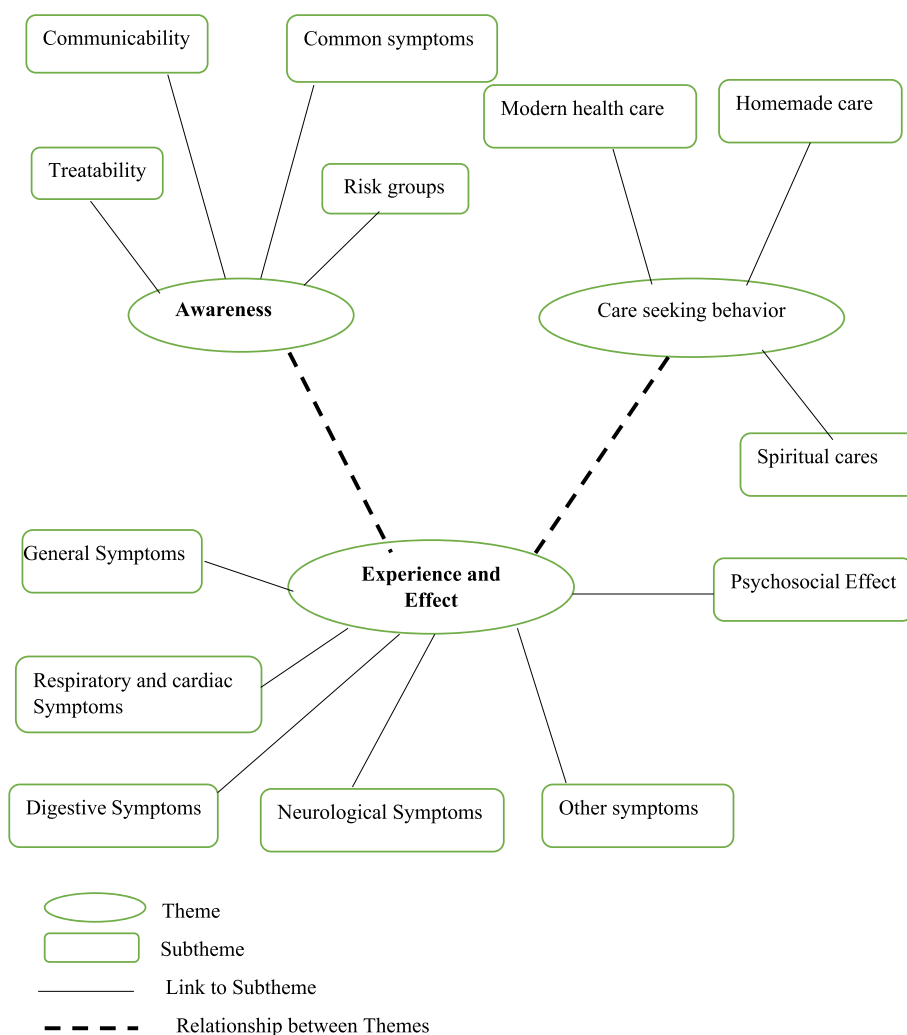 Communicability
Common symptoms
Modern health care
Homemade care
Treatability
Risk groups
Awareness
Care seeking behavior
Spiritual cares
General Symptoms
Experience and
Effect
Psychosocial Effect
Respiratory and cardiac
Symptoms
Digestive Symptoms
Neurological Symptoms
Other symptoms
Theme
Subtheme
Link to Subtheme
Relationship between Themes